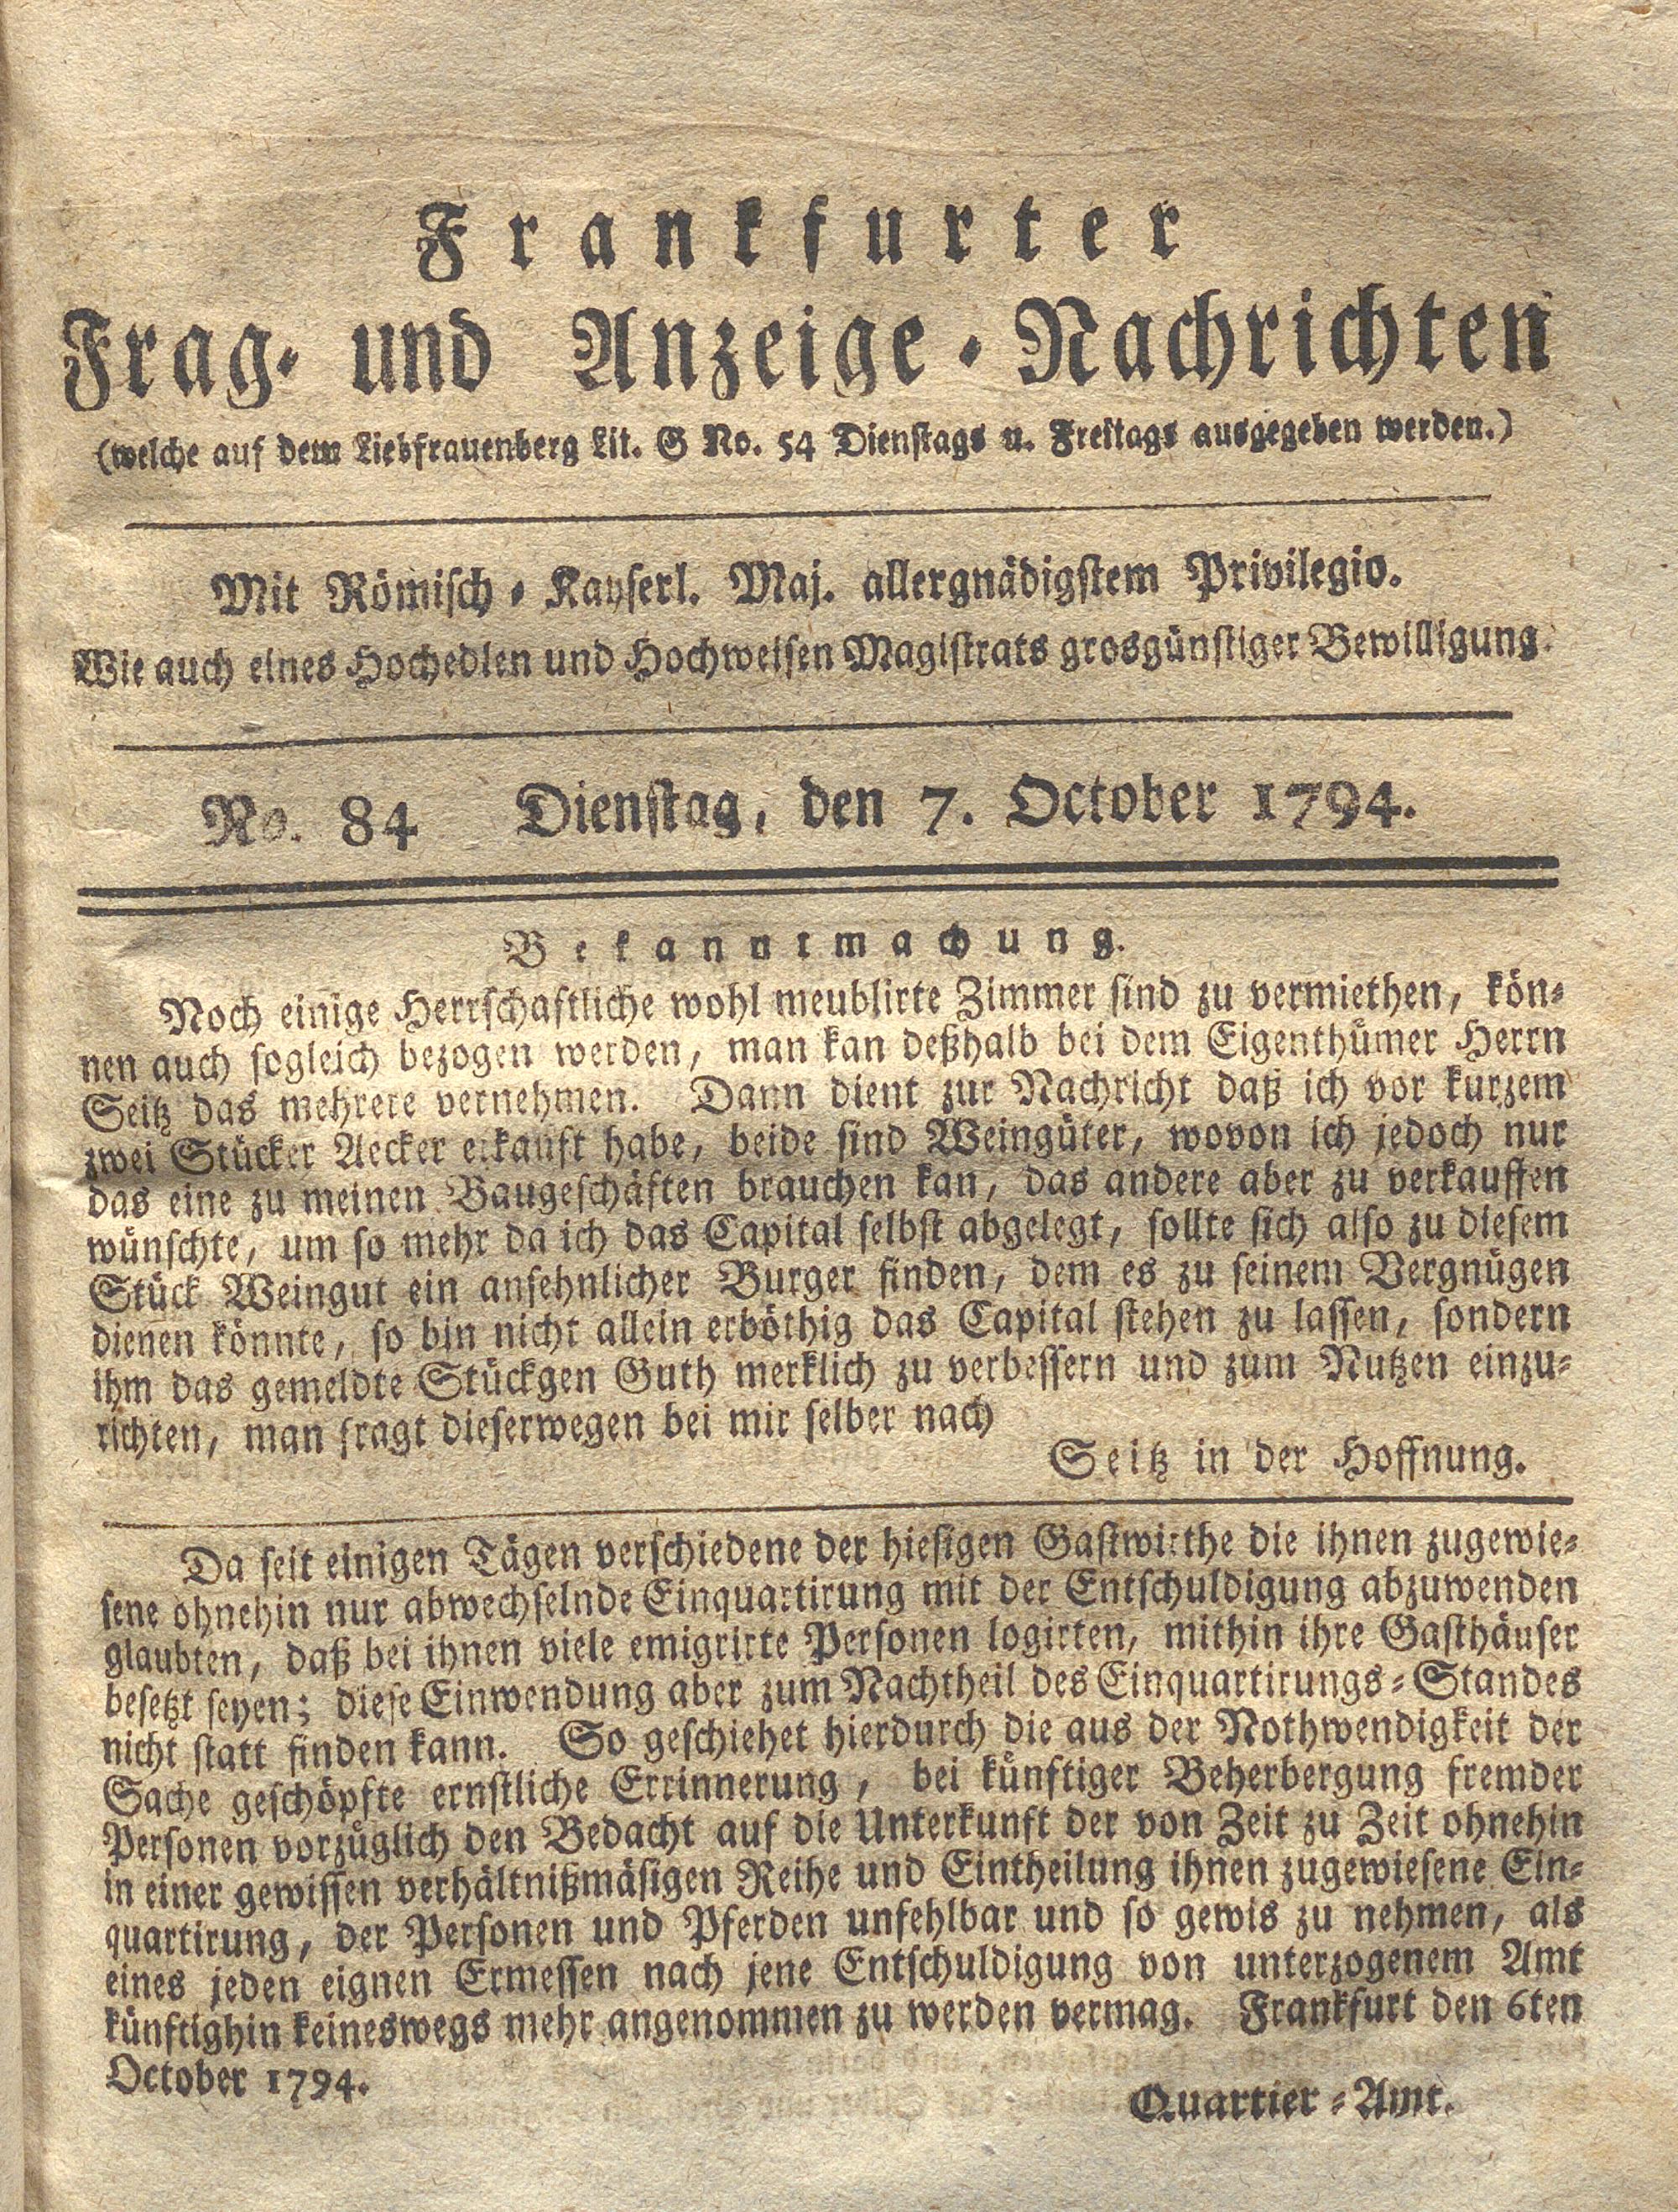 Frankfurter
Frag- und Anzeige-Nachrichten
(welche auf dem Liebfrauenberg Lit. G No. 54 Dienstags u. Freitags ausgegeben werden.)
Mit Römisch-Kayserl. Maj. allergnädigstem Privilegio.
Wie auch eines Hochedlen und Hochweisen Magistrats grosgünstiger Bewilligung.
No. 84 Dienstag, den 7. October 1794.
Bekanntmachung.
Noch einige Herrschaftliche wohl meublirte Zimmer sind zu vermiethen, kön-
nen auch sogleich bezogen werden, man kan deßhalb bei dem Eigenthümer Herrn
Seitz das mehrere vernehmen. Dann dient zur Nachricht daß ich vor kurzem
zwei Stücker Aecker erkauft habe, beide sind Weingüter, wovon ich jedoch nur
das eine zu meinen Baugeschäften brauchen kan, das andere aber zu verkauffen
wünschte, um so mehr da ich das Capital selbst abgelegt, sollte sich also zu diesem
Stück Weingut ein ansehnlicher Burger finden, dem es zu seinem Vergnügen
dienen könnte, so bin nicht allein erböthig das Capital stehen zu lassen, sondern
ihm das gemeldte Stückgen Guth merklich zu verbessern und zum Nutzen einzu-
richten, man fragt dieserwegen bei mir selber nach
Seitz in der Hoffnung.
Da seit einigen Tägen verschiedene der hiesigen Gastwirthe die ihnen zugewie-
sene ohnehin nur abwechselnde Einquartirung mit der Entschuldigung abzuwenden
glaubten, daß bei ihnen viele emigrirte Personen logirten, mithin ihre Gasthäuser
besetzt seyen; diese Einwendung aber zum Nachtheil des Einquartirungs-Standes
nicht statt finden kann. So geschiehet hierdurch die aus der Nothwendigkeit der
Sache geschöpfte ernstliche Errinnerung, bei künftiger Beherbergung fremder
Personen vorzüglich den Bedacht auf die Unterkunft der von Zeit zu Zeit ohnehin
in einer gewissen verhältnißmäsigen Reihe und Eintheilung ihnen zugewiesene Ein-
quartirung, der Personen und Pferden unfehlbar und so gewis zu nehmen, als
eines jeden eignen Ermessen nach jene Entschuldigung von unterzogenem Amt
künftighin keineswegs mehr angenommen zu werden vermag. Frankfurt den 6ten
October 1794.
Quartier-Amt.